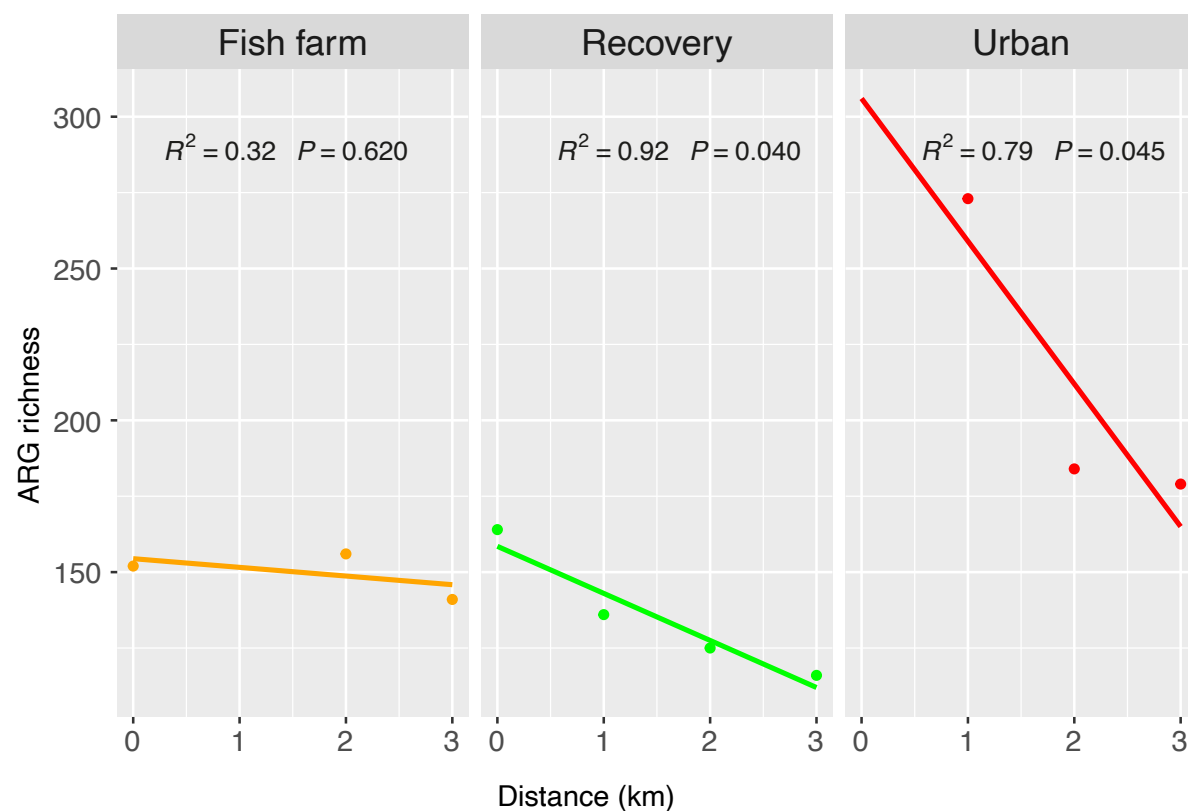 Fish farm Recovery Urban
R² = 0.32 P = 0.620 R² = 0.92 P = 0.040 R² = 0.79 P = 0.045
300
250
200
150
ARG richness
0 1 2 3 0 1 2 3 0 1 2 3
Distance (km)